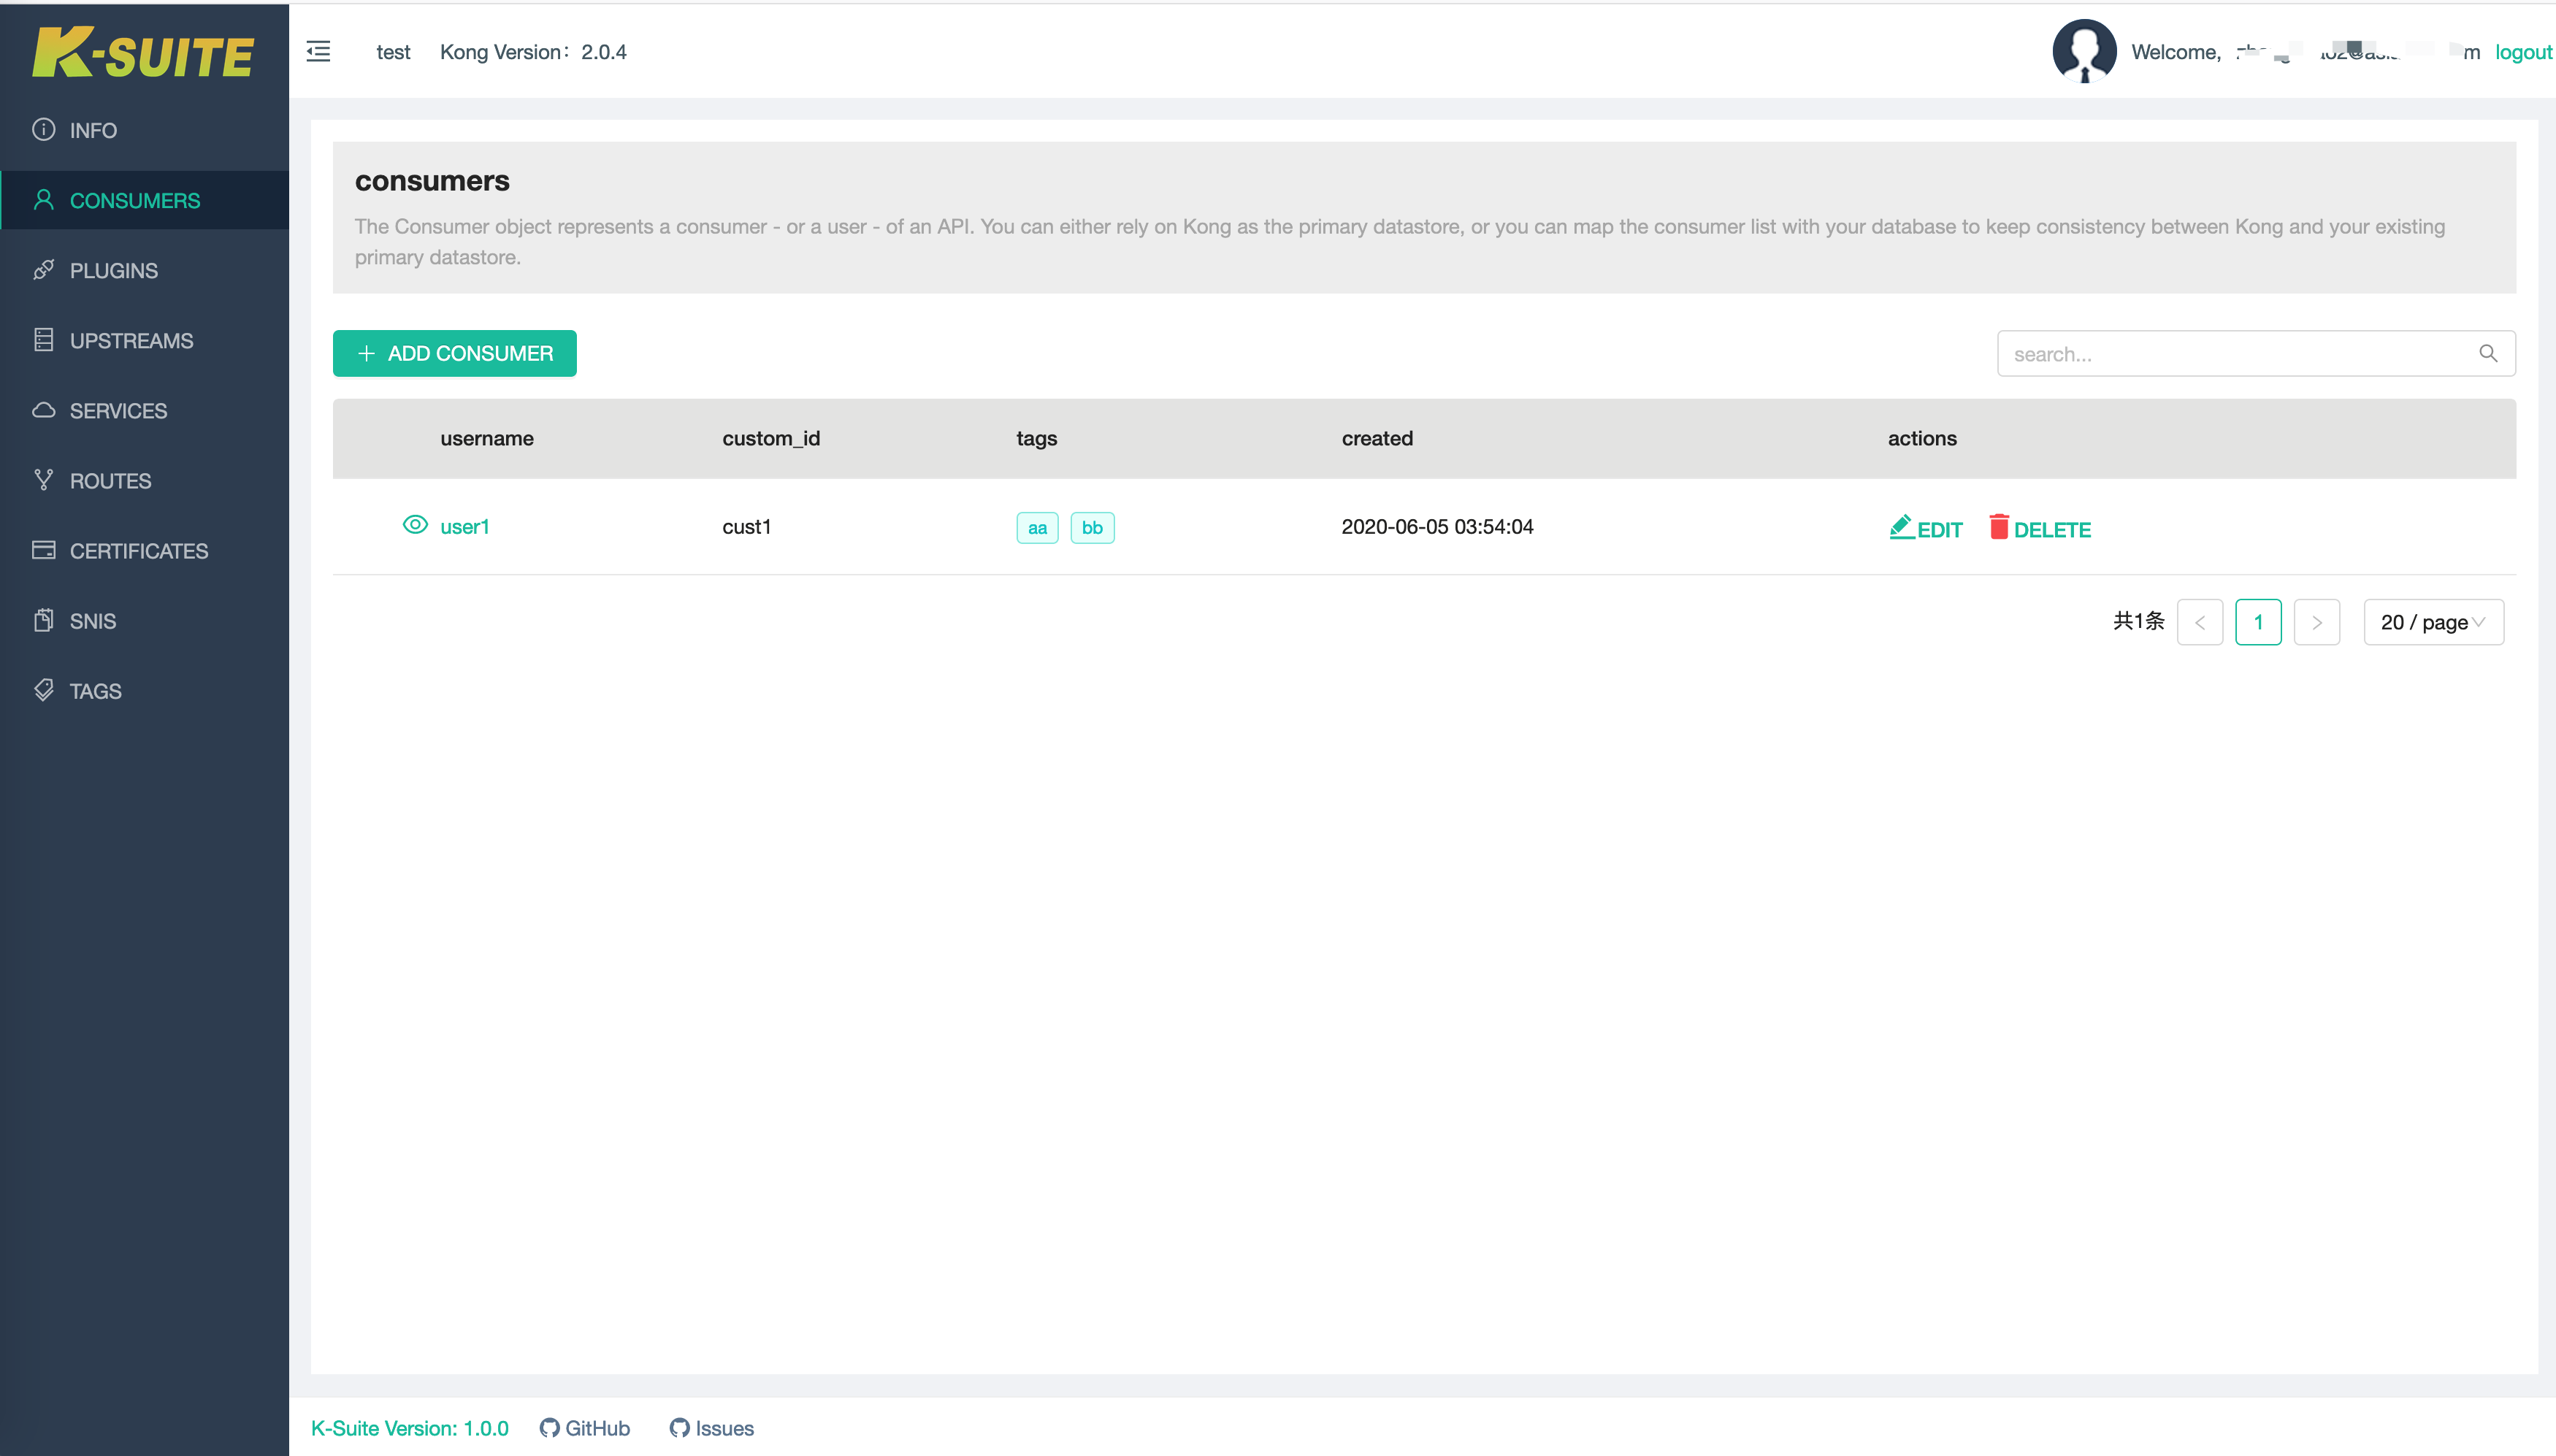 K-SUITE
test Kong Version：2.0.4
Welcome,
logout
INFO
CONSUMERS
PLUGINS
UPSTREAMS
SERVICES
ROUTES
CERTIFICATES
SNIS
TAGS
consumers
The Consumer object represents a consumer - or a user - of an API. You can either rely on Kong as the primary datastore, or you can map the consumer list with your database to keep consistency between Kong and your existing
primary datastore.
ADD CONSUMER
search...
username custom_id tags created actions
user1 cust1 aa bb 2020-06-05 03:54:04 EDIT DELETE
共1条 < 1 > 20 / page
K-Suite Version: 1.0.0 GitHub Issues